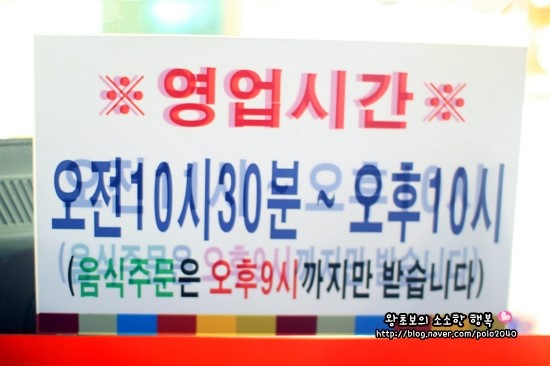 ※영업시간※
오전10시30분 ~ 오후10시
(음식주문은 오후9시까지만 받습니다)
왕초보의 소소한 행복
http://blog.naver.com/polo2040